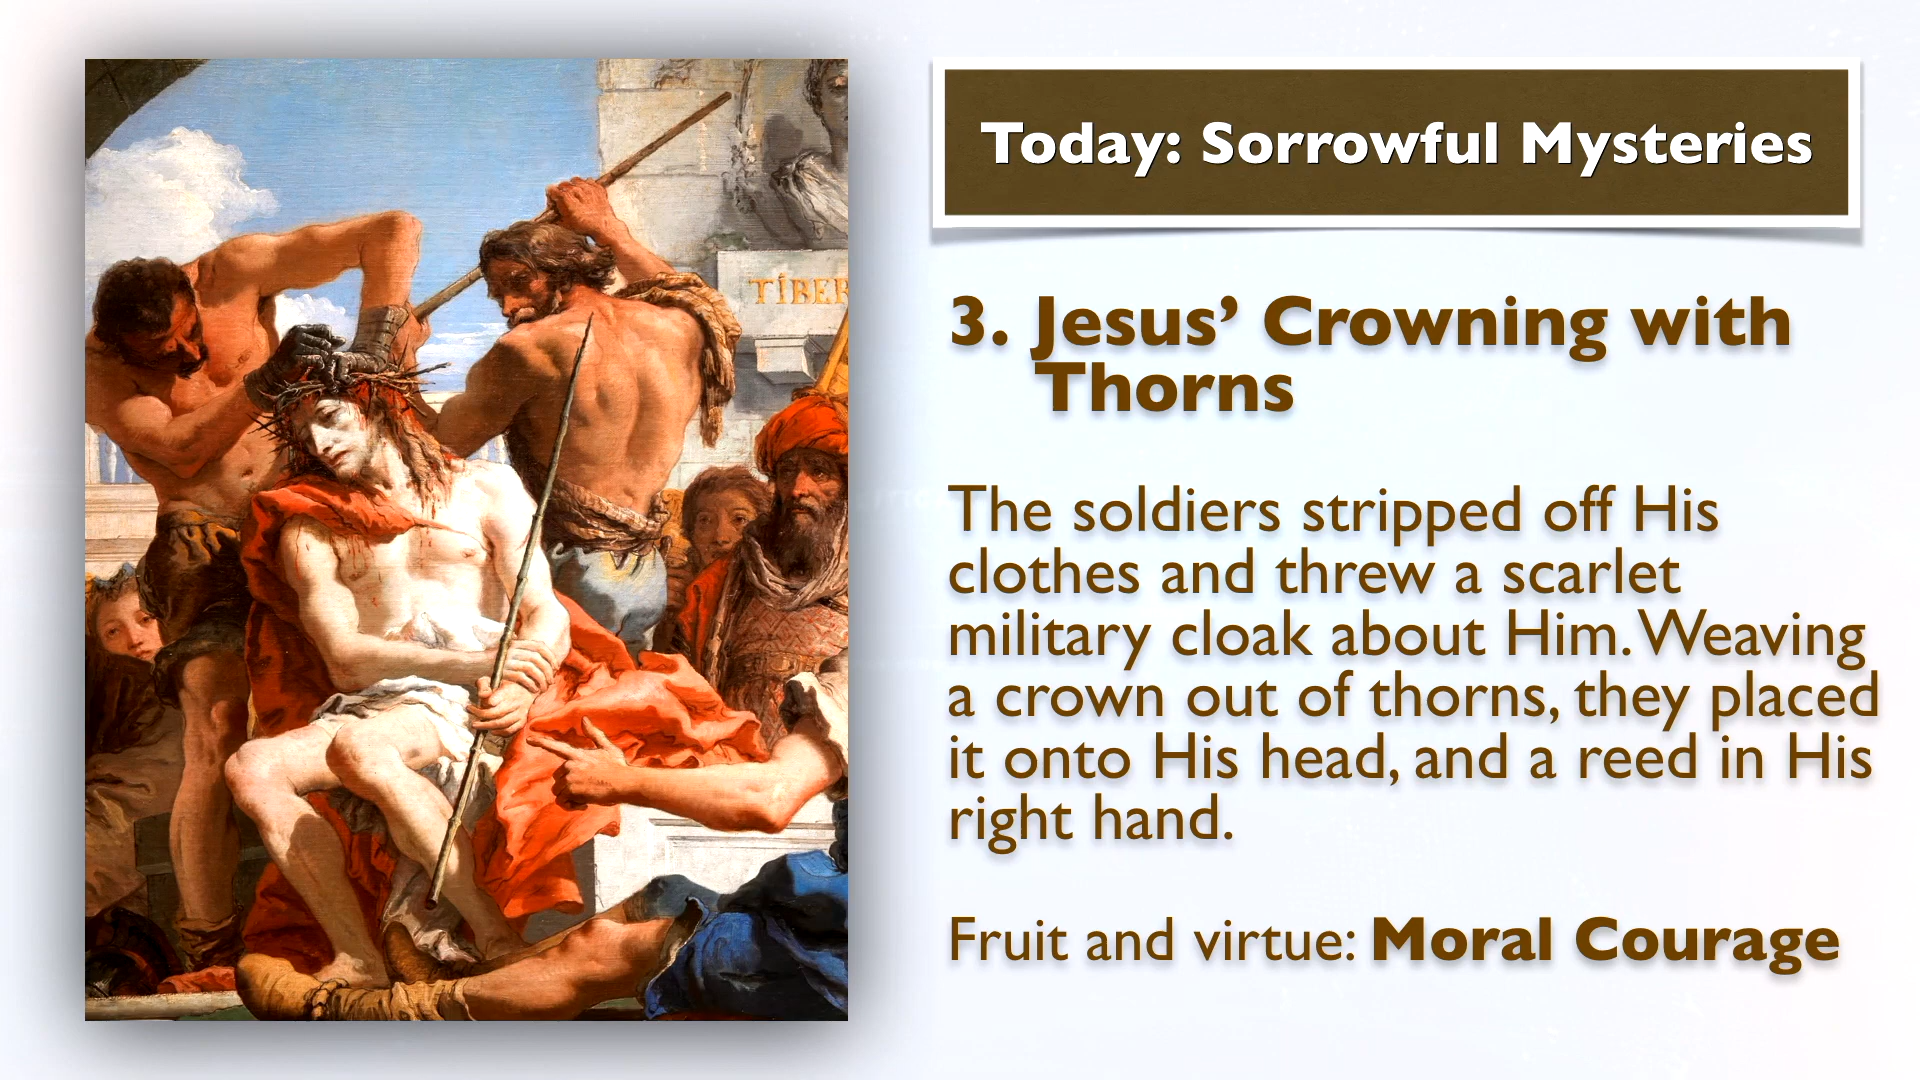 Today: Sorrowful Mysteries
TIBER
3. Jesus’ Crowning with
Thorns
The soldiers stripped off His
clothes and threw a scarlet
military cloak about Him. Weaving
a crown out of thorns, they placed
it onto His head, and a reed in His
right hand.
Fruit and virtue: Moral Courage